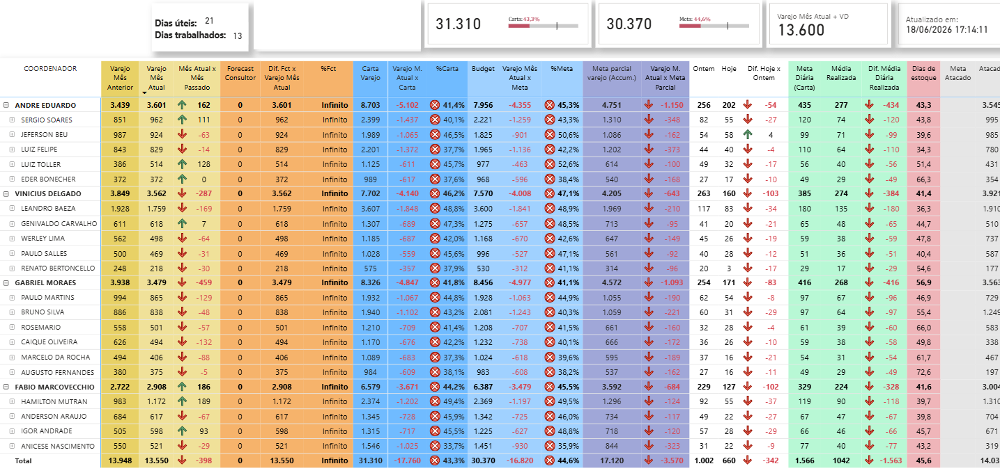 Dias úteis: 21
Dias trabalhados: 13
31.310 Carta: 43,3%
30.370 Meta: 44,6%
Varejo Mês Atual + VD
13.600
Atualizado em:
18/06/2026 17:14:11
COORDENADOR Varejo Mês Anterior Varejo Mês Atual Mês Atual x Mês Passado Forecast Consultor Dif. Fct x Varejo Mês Atual %Fct Carta Varejo Varejo M. Atual x Carta %Carta Budget Varejo Mês Atual x Meta %Meta Meta parcial varejo (Accum.) Varejo M. Atual x Meta Parcial Ontem Hoje Dif. Hoje x Ontem Meta Diária (Carta) Média Realizada Dif. Média Diária Realizada Dias de estoque Meta Atacado Atacad
ANDRE EDUARDO 3.439 3.601 162 0 3.601 Infinito 8.703 -5.102 41,4% 7.956 -4.355 45,3% 4.751 -1.150 256 202 -54 435 277 -434 43,3 3.545
SERGIO SOARES 851 962 111 0 962 Infinito 2.399 -1.437 40,1% 2.221 -1.259 43,3% 1.310 -348 82 55 -27 120 74 -120 43,8 995
JEFERSON BEU 987 924 -63 0 924 Infinito 1.989 -1.065 46,5% 1.825 -901 50,6% 1.086 -162 54 58 4 99 71 -99 39,6 985
LUIZ FELIPE 843 829 -14 0 829 Infinito 2.201 -1.372 37,7% 1.965 -1.136 42,2% 1.202 -373 44 40 -4 110 64 -110 34,3 780
LUIZ TOLLER 386 514 128 0 514 Infinito 1.125 -611 45,7% 977 -463 52,6% 614 -100 49 32 -17 56 40 -56 51,4 431
EDER BONECHER 372 372 0 0 372 Infinito 989 -617 37,6% 968 -596 38,4% 540 -168 27 17 -10 49 29 -49 66,3 354
VINICIUS DELGADO 3.849 3.562 -287 0 3.562 Infinito 7.702 -4.140 46,2% 7.570 -4.008 47,1% 4.205 -643 263 160 -103 385 274 -384 41,4 3.921
LEANDRO BAEZA 1.928 1.759 -169 0 1.759 Infinito 3.607 -1.848 48,8% 3.600 -1.841 48,9% 1.969 -210 117 83 -34 180 135 -180 36,3 1.910
GENIVALDO CARVALHO 611 618 7 0 618 Infinito 1.307 -689 47,3% 1.275 -657 48,5% 713 -95 41 20 -21 65 48 -65 44,7 510
WERLEY LIMA 562 498 -64 0 498 Infinito 1.185 -687 42,0% 1.168 -670 42,6% 647 -149 45 26 -19 59 38 -59 47,8 737
PAULO SALLES 500 469 -31 0 469 Infinito 1.028 -559 45,6% 996 -527 47,1% 561 -92 40 28 -12 51 36 -51 40,4 587
RENATO BERTONCELLO 248 218 -30 0 218 Infinito 575 -357 37,9% 530 -312 41,1% 314 -96 20 3 -17 29 17 -29 54,6 177
GABRIEL MORAES 3.938 3.479 -459 0 3.479 Infinito 8.326 -4.847 41,8% 8.456 -4.977 41,1% 4.572 -1.093 254 171 -83 416 268 -416 56,9 3.563
PAULO MARTINS 994 865 -129 0 865 Infinito 1.932 -1.067 44,8% 1.928 -1.063 44,9% 1.055 -190 62 54 -8 97 67 -96 46,9 729
BRUNO SILVA 886 838 -48 0 838 Infinito 1.940 -1.102 43,2% 2.081 -1.243 40,3% 1.059 -221 60 31 -29 97 64 -97 55,4 1.249
ROSEMARIO 558 501 -57 0 501 Infinito 1.210 -709 41,4% 1.208 -707 41,5% 661 -160 32 28 -4 61 39 -60 66,0 583
CAIQUE OLIVEIRA 626 494 -132 0 494 Infinito 1.170 -676 42,2% 1.232 -738 40,1% 666 -172 36 26 -10 59 38 -58 49,8 338
MARCELO DA ROCHA 494 406 -88 0 406 Infinito 1.089 -683 37,3% 1.024 -618 39,6% 595 -189 37 16 -21 54 31 -54 61,7 467
AUGUSTO FERNANDES 380 375 -5 0 375 Infinito 984 -609 38,1% 983 -608 38,2% 537 -162 27 16 -11 49 29 -49 72,6 197
FABIO MARCOVECCHIO 2.722 2.908 186 0 2.908 Infinito 6.579 -3.671 44,2% 6.387 -3.479 45,5% 3.592 -684 229 127 -102 329 224 -328 41,6 3.004
HAMILTON MUTRAN 983 1.172 189 0 1.172 Infinito 2.374 -1.202 49,4% 2.369 -1.197 49,5% 1.296 -124 92 55 -37 119 90 -118 39,7 1.310
ANDERSON ARAUJO 684 617 -67 0 617 Infinito 1.345 -728 45,9% 1.342 -725 46,0% 734 -117 49 22 -27 67 47 -67 39,8 704
IGOR ANDRADE 505 598 93 0 598 Infinito 1.315 -717 45,5% 1.225 -627 48,8% 718 -120 57 28 -29 66 46 -66 45,7 671
ANICESE NASCIMENTO 550 521 -29 0 521 Infinito 1.546 -1.025 33,7% 1.451 -930 35,9% 844 -323 31 22 -9 77 40 -77 43,2 319
Total 13.948 13.550 -398 0 13.550 Infinito 31.310 -17.760 43,3% 30.370 -16.820 44,6% 17.120 -3.570 1.002 660 -342 1.566 1042 -1.563 45,6 14.03